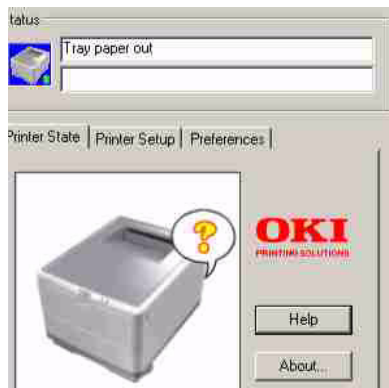 tatus
Tray paper out
Printer State Printer Setup Preferences
?
OKI
PRINTING SOLUTIONS
Help
About...